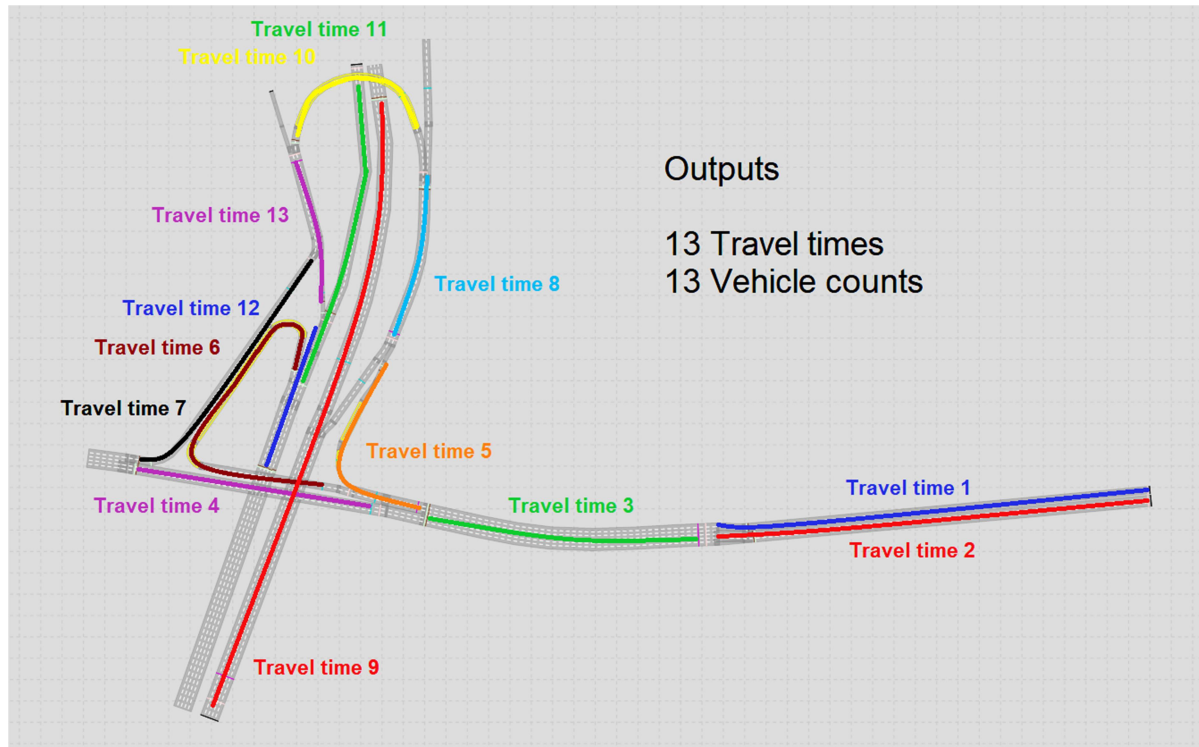 Travel time 11
Travel time 10
Outputs
13 Travel times
13 Vehicle counts
Travel time 13
Travel time 8
Travel time 12
Travel time 6
Travel time 7
Travel time 5
Travel time 4
Travel time 3
Travel time 1
Travel time 2
Travel time 9